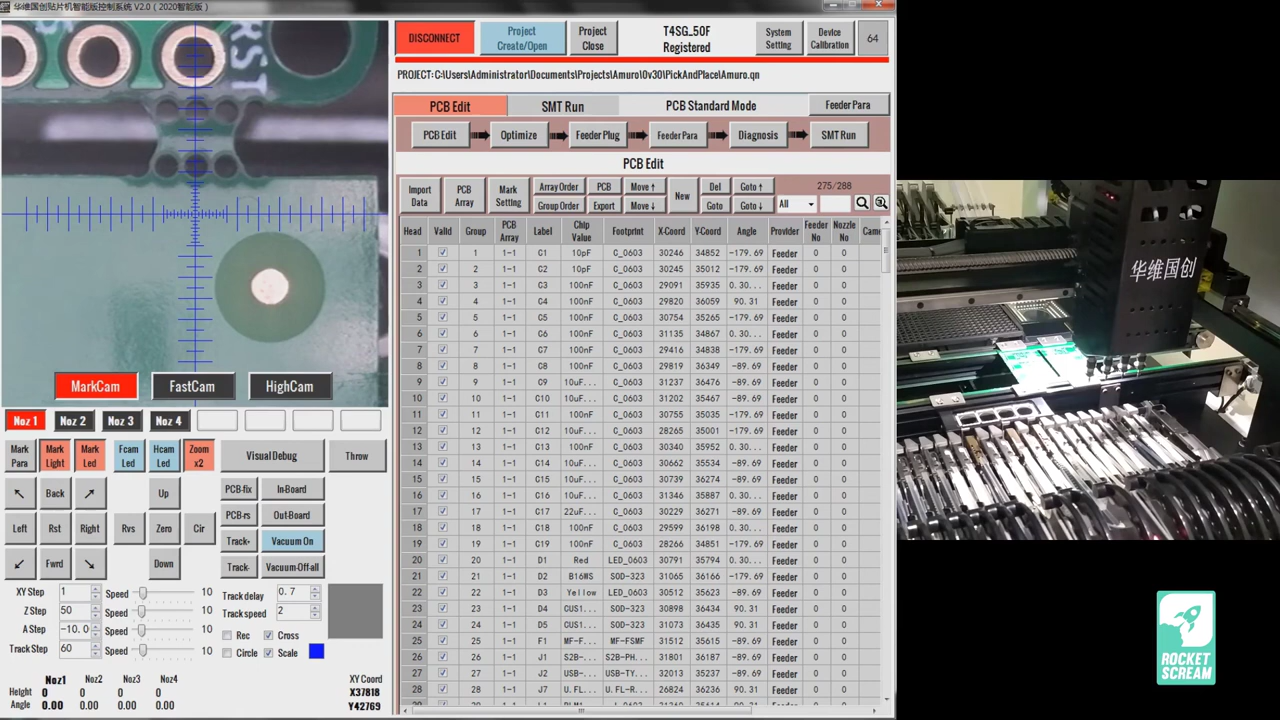 华维国创贴片机智能版控制系统 V2.0 ( 2020智能版)
RST
MarkCam FastCam HighCam
Noz 1 Noz 2 Noz 3 Noz 4
Mark Para Mark Light Mark Led Fcam Led Hcam Led Zoom x2 Visual Debug Throw
↖ Back ↗ Up PCB-fix In-Board
Left Rst Right Rvs Zero Cir PCB-rs Out-Board
Track+ Vacuum On
↙ Fwrd ↘ Down Track- Vacuum-Off-all
XY Step 1 Speed 10 Track delay 0. 7
Z Step 50 Speed 10 Track speed 2
A Step -10. 0 Speed 10 Rec Cross
Track Step 60 Speed 10 Circle Scale
Noz1 Noz2 Noz3 Noz4 XY Coord
Height 0 0 0 0 X37818
Angle 0.00 0.00 0.00 0.00 Y42769
DISCONNECT Project Create/Open Project Close T4SG_50F Registered System Setting Device Calibration 64
PROJECT:C:\Users\Administrator\Documents\Projects\Amuro\0v30\PickAndPlace\Amuro.qn
PCB Edit SMT Run PCB Standard Mode Feeder Para
PCB Edit Optimize Feeder Plug Feeder Para Diagnosis SMT Run
PCB Edit
Import Data PCB Array Mark Setting Array Order PCB Move ↑ New Del Goto ↑ 275/288
Group Order Export Move ↓ Goto Goto ↓ All
Head Valid Group PCB Array Label Chip Value Footprint X-Coord Y-Coord Angle Provider Feeder No Nozzle No Came
1 1 1-1 C1 10pF C_0603 30246 34852 -179.69 Feeder 0 0
2 2 1-1 C2 10pF C_0603 30245 35012 -179.69 Feeder 0 0
3 3 1-1 C3 100nF C_0603 29091 35935 0.30... Feeder 0 0
4 4 1-1 C4 100nF C_0603 29820 36059 90.31 Feeder 0 0
5 5 1-1 C5 100nF C_0603 30754 35265 -179.69 Feeder 0 0
6 6 1-1 C6 100nF C_0603 31135 34867 0.30... Feeder 0 0
7 7 1-1 C7 100nF C_0603 29416 34838 -179.69 Feeder 0 0
8 8 1-1 C8 100nF C_0603 29819 36349 -89.69 Feeder 0 0
9 9 1-1 C9 10uF... C_0603 31237 36476 -89.69 Feeder 0 0
10 10 1-1 C10 10uF... C_0603 31202 35467 -89.69 Feeder 0 0
11 11 1-1 C11 100nF C_0603 30755 35035 -179.69 Feeder 0 0
12 12 1-1 C12 100nF C_0603 28265 35001 -179.69 Feeder 0 0
13 13 1-1 C13 100nF C_0603 30340 35952 0.30... Feeder 0 0
14 14 1-1 C14 10uF... C_0603 30662 35534 -89.69 Feeder 0 0
15 15 1-1 C15 10uF... C_0603 30739 36274 -89.69 Feeder 0 0
16 16 1-1 C16 10uF... C_0603 31346 35887 0.30... Feeder 0 0
17 17 1-1 C17 22uF... C_0603 30229 36271 -89.69 Feeder 0 0
18 18 1-1 C18 100nF C_0603 29599 36198 0.30... Feeder 0 0
19 19 1-1 C19 100nF C_0603 28266 34851 -179.69 Feeder 0 0
20 20 1-1 D1 Red LED_0603 30791 35794 0.30... Feeder 0 0
21 21 1-1 D2 B16WS SOD-323 31065 36166 -179.69 Feeder 0 0
22 22 1-1 D3 Yellow LED_0603 30512 35623 -89.69 Feeder 0 0
23 23 1-1 D4 CUS1... SOD-323 30898 36434 90.31 Feeder 0 0
24 24 1-1 D5 CUS1... SOD-323 31073 36435 90.31 Feeder 0 0
25 25 1-1 F1 MF-F... MF-FSMF 31512 35615 -89.69 Feeder 0 0
26 26 1-1 J1 S2B-... S2B-PH... 31801 36187 -89.69 Feeder 0 0
27 27 1-1 J2 USB-... USB-TY... 32013 35237 -89.69 Feeder 0 0
28 28 1-1 J7 U.FL... U.FL-R... 26824 36236 90.31 Feeder 0 0
华维国创
ROCKET
SCREAM